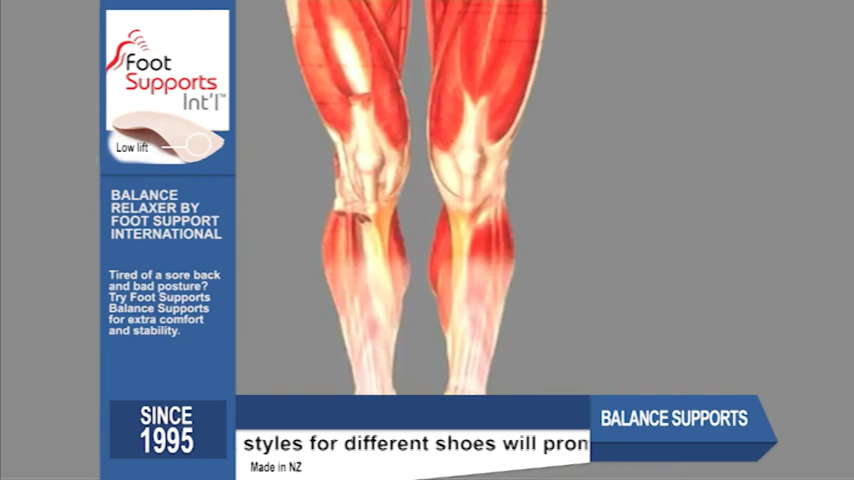 Foot
Supports
Int'l™
Low lift
BALANCE
RELAXER BY
FOOT SUPPORT
INTERNATIONAL
Tired of a sore back
and bad posture?
Try Foot Supports
Balance Supports
for extra comfort
and stability.
SINCE
1995
BALANCE SUPPORTS
styles for different shoes will pron
Made in NZ